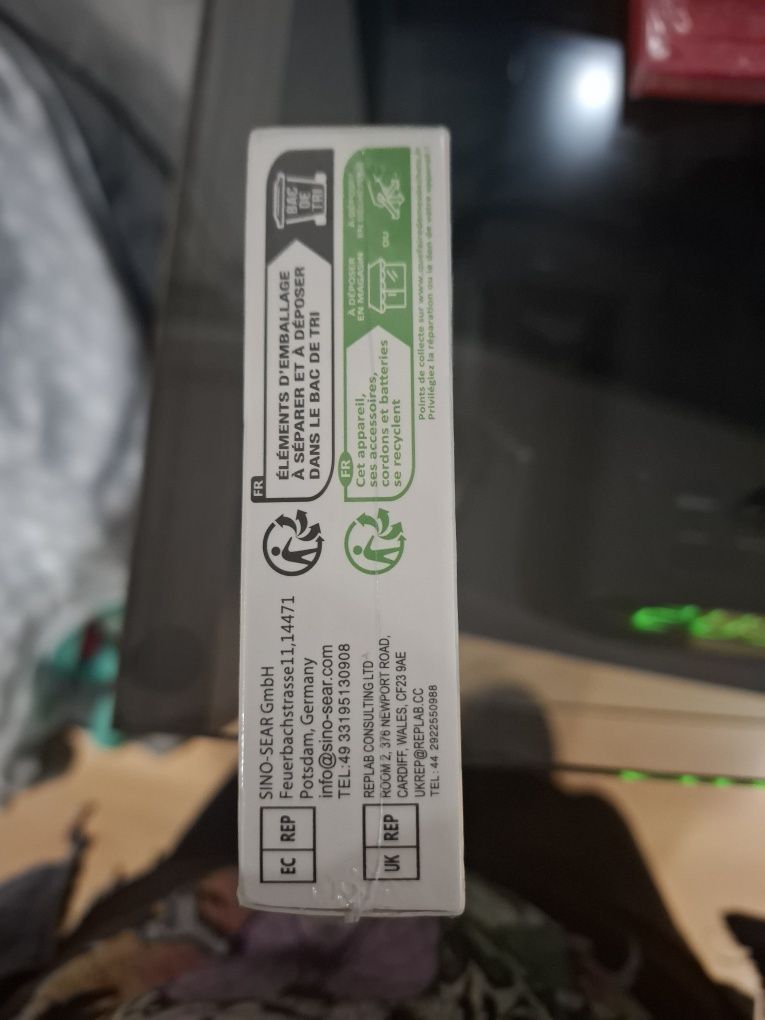 EC REP
SINO-SEAR GmbH
Feuerbachstrasse11,14471
Potsdam, Germany
info@sino-sear.com
TEL:49 33195130908
UK REP
REPLAB CONSULTING LTD
ROOM 2, 376 NEWPORT ROAD,
CARDIFF, WALES, CF23 9AE
UKREP@REPLAB.CC
TEL: 44 2922550988
FR
ÉLÉMENTS D'EMBALLAGE
À SÉPARER ET À DÉPOSER
DANS LE BAC DE TRI
BAC
DE
TRI
FR
Cet appareil,
ses accessoires,
cordons et batteries
se recyclent
À DÉPOSER
EN MAGASIN
OU
À DÉPOSER
EN
Points de collecte sur
Privilégiez la réparation ou le don de votre appareil !